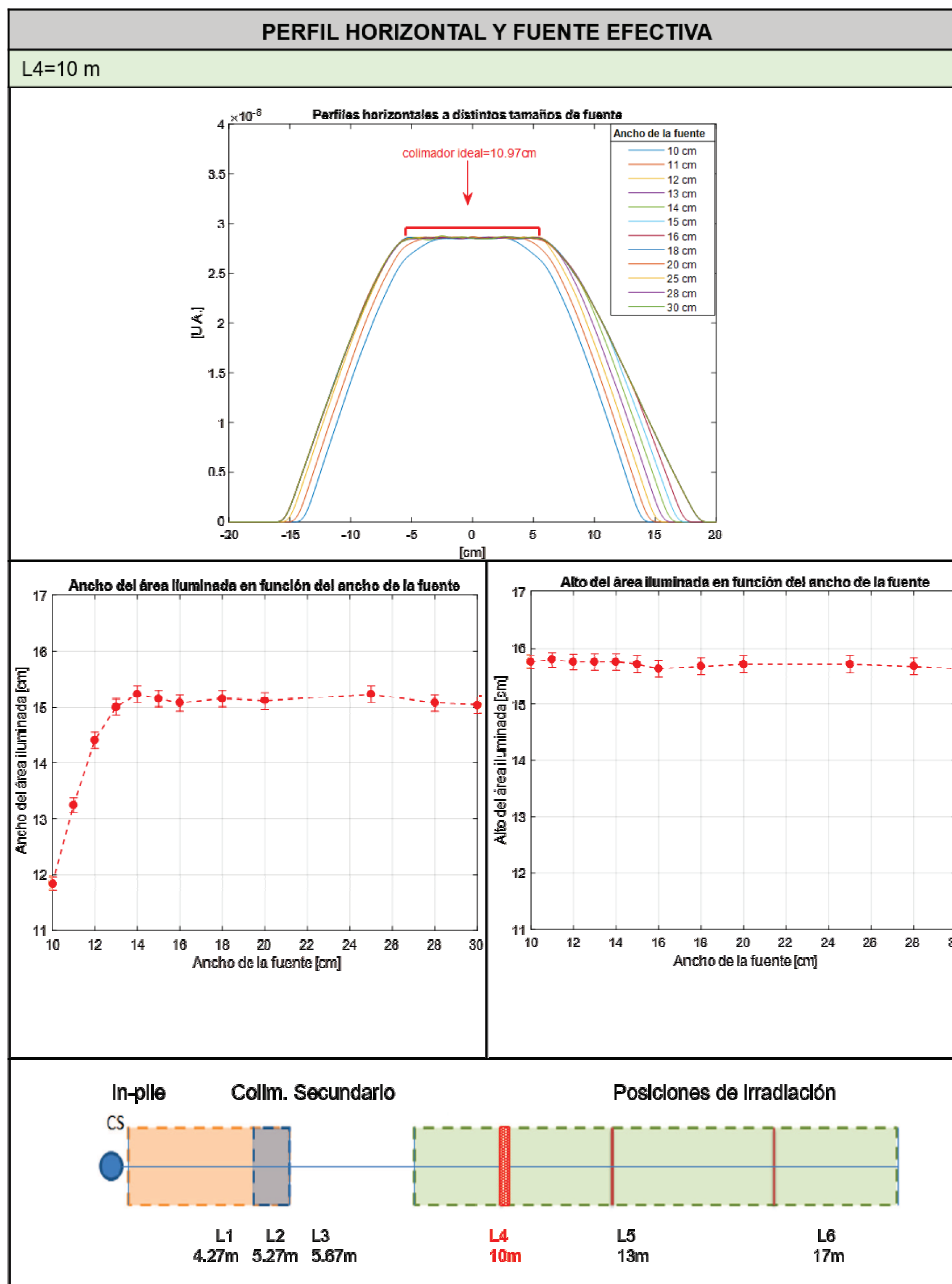 PERFIL HORIZONTAL Y FUENTE EFECTIVA
L4=10 m
Perfiles horizontales a distintos tamaños de fuente
×10⁻⁶
4
3.5
3
2.5
2
1.5
1
0.5
0
[U.A.]
colimador ideal=10.97cm
Ancho de la fuente
10 cm
11 cm
12 cm
13 cm
14 cm
15 cm
16 cm
18 cm
20 cm
25 cm
28 cm
30 cm
-20 -15 -10 -5 0 5 10 15 20
[cm]
Ancho del área iluminada en función del ancho de la fuente
17
16
15
14
13
12
11
Ancho del área iluminada [cm]
10 12 14 16 18 20 22 24 26 28 30
Ancho de la fuente [cm]
Alto del área iluminada en función del ancho de la fuente
17
16
15
14
13
12
11
Alto del área iluminada [cm]
10 12 14 16 18 20 22 24 26 28
Ancho de la fuente [cm]
In-pile Colim. Secundario Posiciones de Irradiación
CS
L1 L2 L3 L4 L5 L6
4.27m 5.27m 5.67m 10m 13m 17m